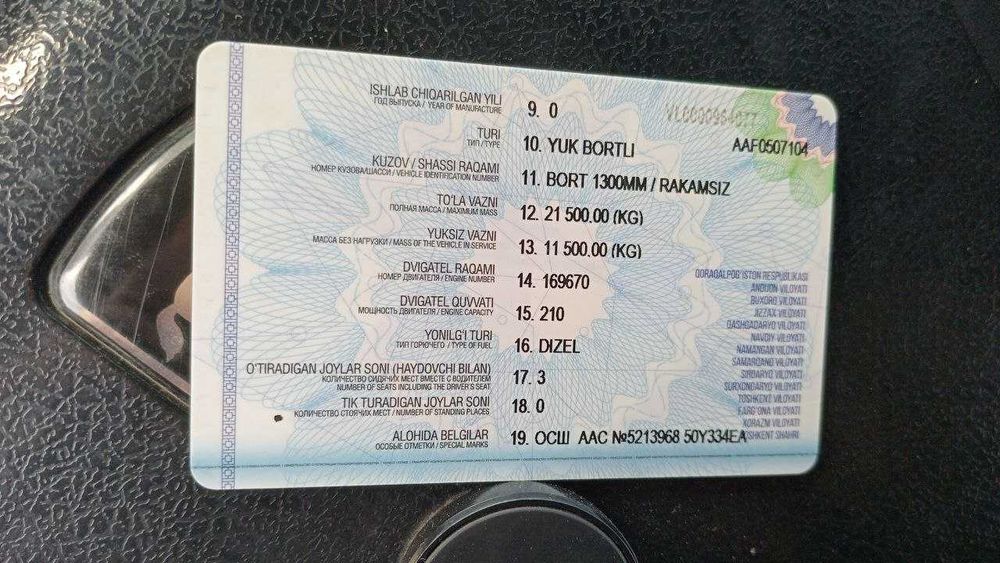 ISHLAB CHIQARILGAN YILI
ГОД ВЫПУСКА / YEAR OF MANUFACTURE
9. 0
AAF0507104
TURI
ТИП / TYPE
10. YUK BORTLI
KUZOV / SHASSI RAQAMI
НОМЕР КУЗОВА/ШАССИ / VEHICLE IDENTIFICATION NUMBER
11. BORT 1300MM / RAKAMSIZ
TO'LA VAZNI
ПОЛНАЯ МАССА / MAXIMUM MASS
12. 21 500.00 (KG)
YUKSIZ VAZNI
МАССА БЕЗ НАГРУЗКИ / MASS OF THE VEHICLE IN SERVICE
13. 11 500.00 (KG)
DVIGATEL RAQAMI
НОМЕР ДВИГАТЕЛЯ / ENGINE NUMBER
14. 169670
DVIGATEL QUVVATI
МОЩНОСТЬ ДВИГАТЕЛЯ / ENGINE CAPACITY
15. 210
YONILG'I TURI
ТИП ГОРЮЧЕГО / TYPE OF FUEL
16. DIZEL
O'TIRADIGAN JOYLAR SONI (HAYDOVCHI BILAN)
КОЛИЧЕСТВО СИДЯЧИХ МЕСТ ВМЕСТЕ С ВОДИТЕЛЕМ
NUMBER OF SEATS INCLUDING THE DRIVER'S SEAT
17. 3
TIK TURADIGAN JOYLAR SONI
КОЛИЧЕСТВО СТОЯЧИХ МЕСТ / NUMBER OF STANDING PLACES
18. 0
ALOHIDA BELGILAR
ОСОБЫЕ ОТМЕТКИ / SPECIAL MARKS
19. ОСШ ААС №5213968 50Y334EA
QORAQALPOG'ISTON RESPUBLIKASI
ANDIJON VILOYATI
BUXORO VILOYATI
JIZZAX VILOYATI
QASHQADARYO VILOYATI
NAVOIY VILOYATI
NAMANGAN VILOYATI
SAMARQAND VILOYATI
SIRDARYO VILOYATI
SURXONDARYO VILOYATI
TOSHKENT VILOYATI
FARG'ONA VILOYATI
XORAZM VILOYATI
TOSHKENT SHAHRI